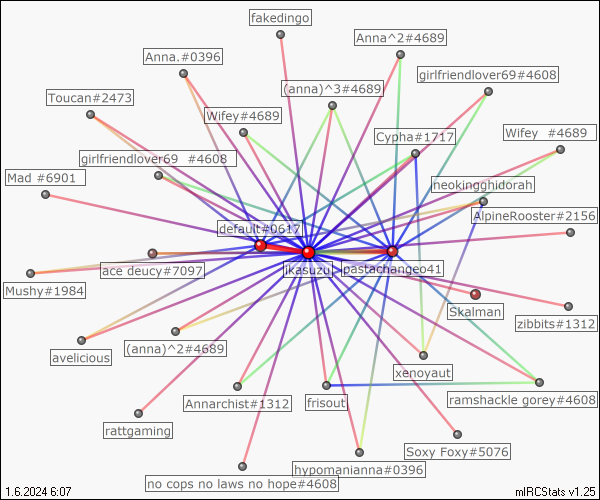 fakedingo
Anna^2#4689
Anna.#0396
girlfriendlover69#4608
(anna)^3#4689
Toucan#2473
Wifey#4689
Wifey  #4689
Cypha#1717
girlfriendlover69  #4608
Mad  #6901
neokingghidorah
AlpineRooster#2156
default#0617
ace deucy#7097
ikasuzu
pastachangeo41
Mushy#1984
Skalman
zibbits#1312
(anna)^2#4689
avelicious
xenoyaut
Annarchist#1312
frisout
ramshackle gorey#4608
rattgaming
Soxy Foxy#5076
hypomanianna#0396
no cops no laws no hope#4608
1.6.2024 6:07
mIRCStats v1.25